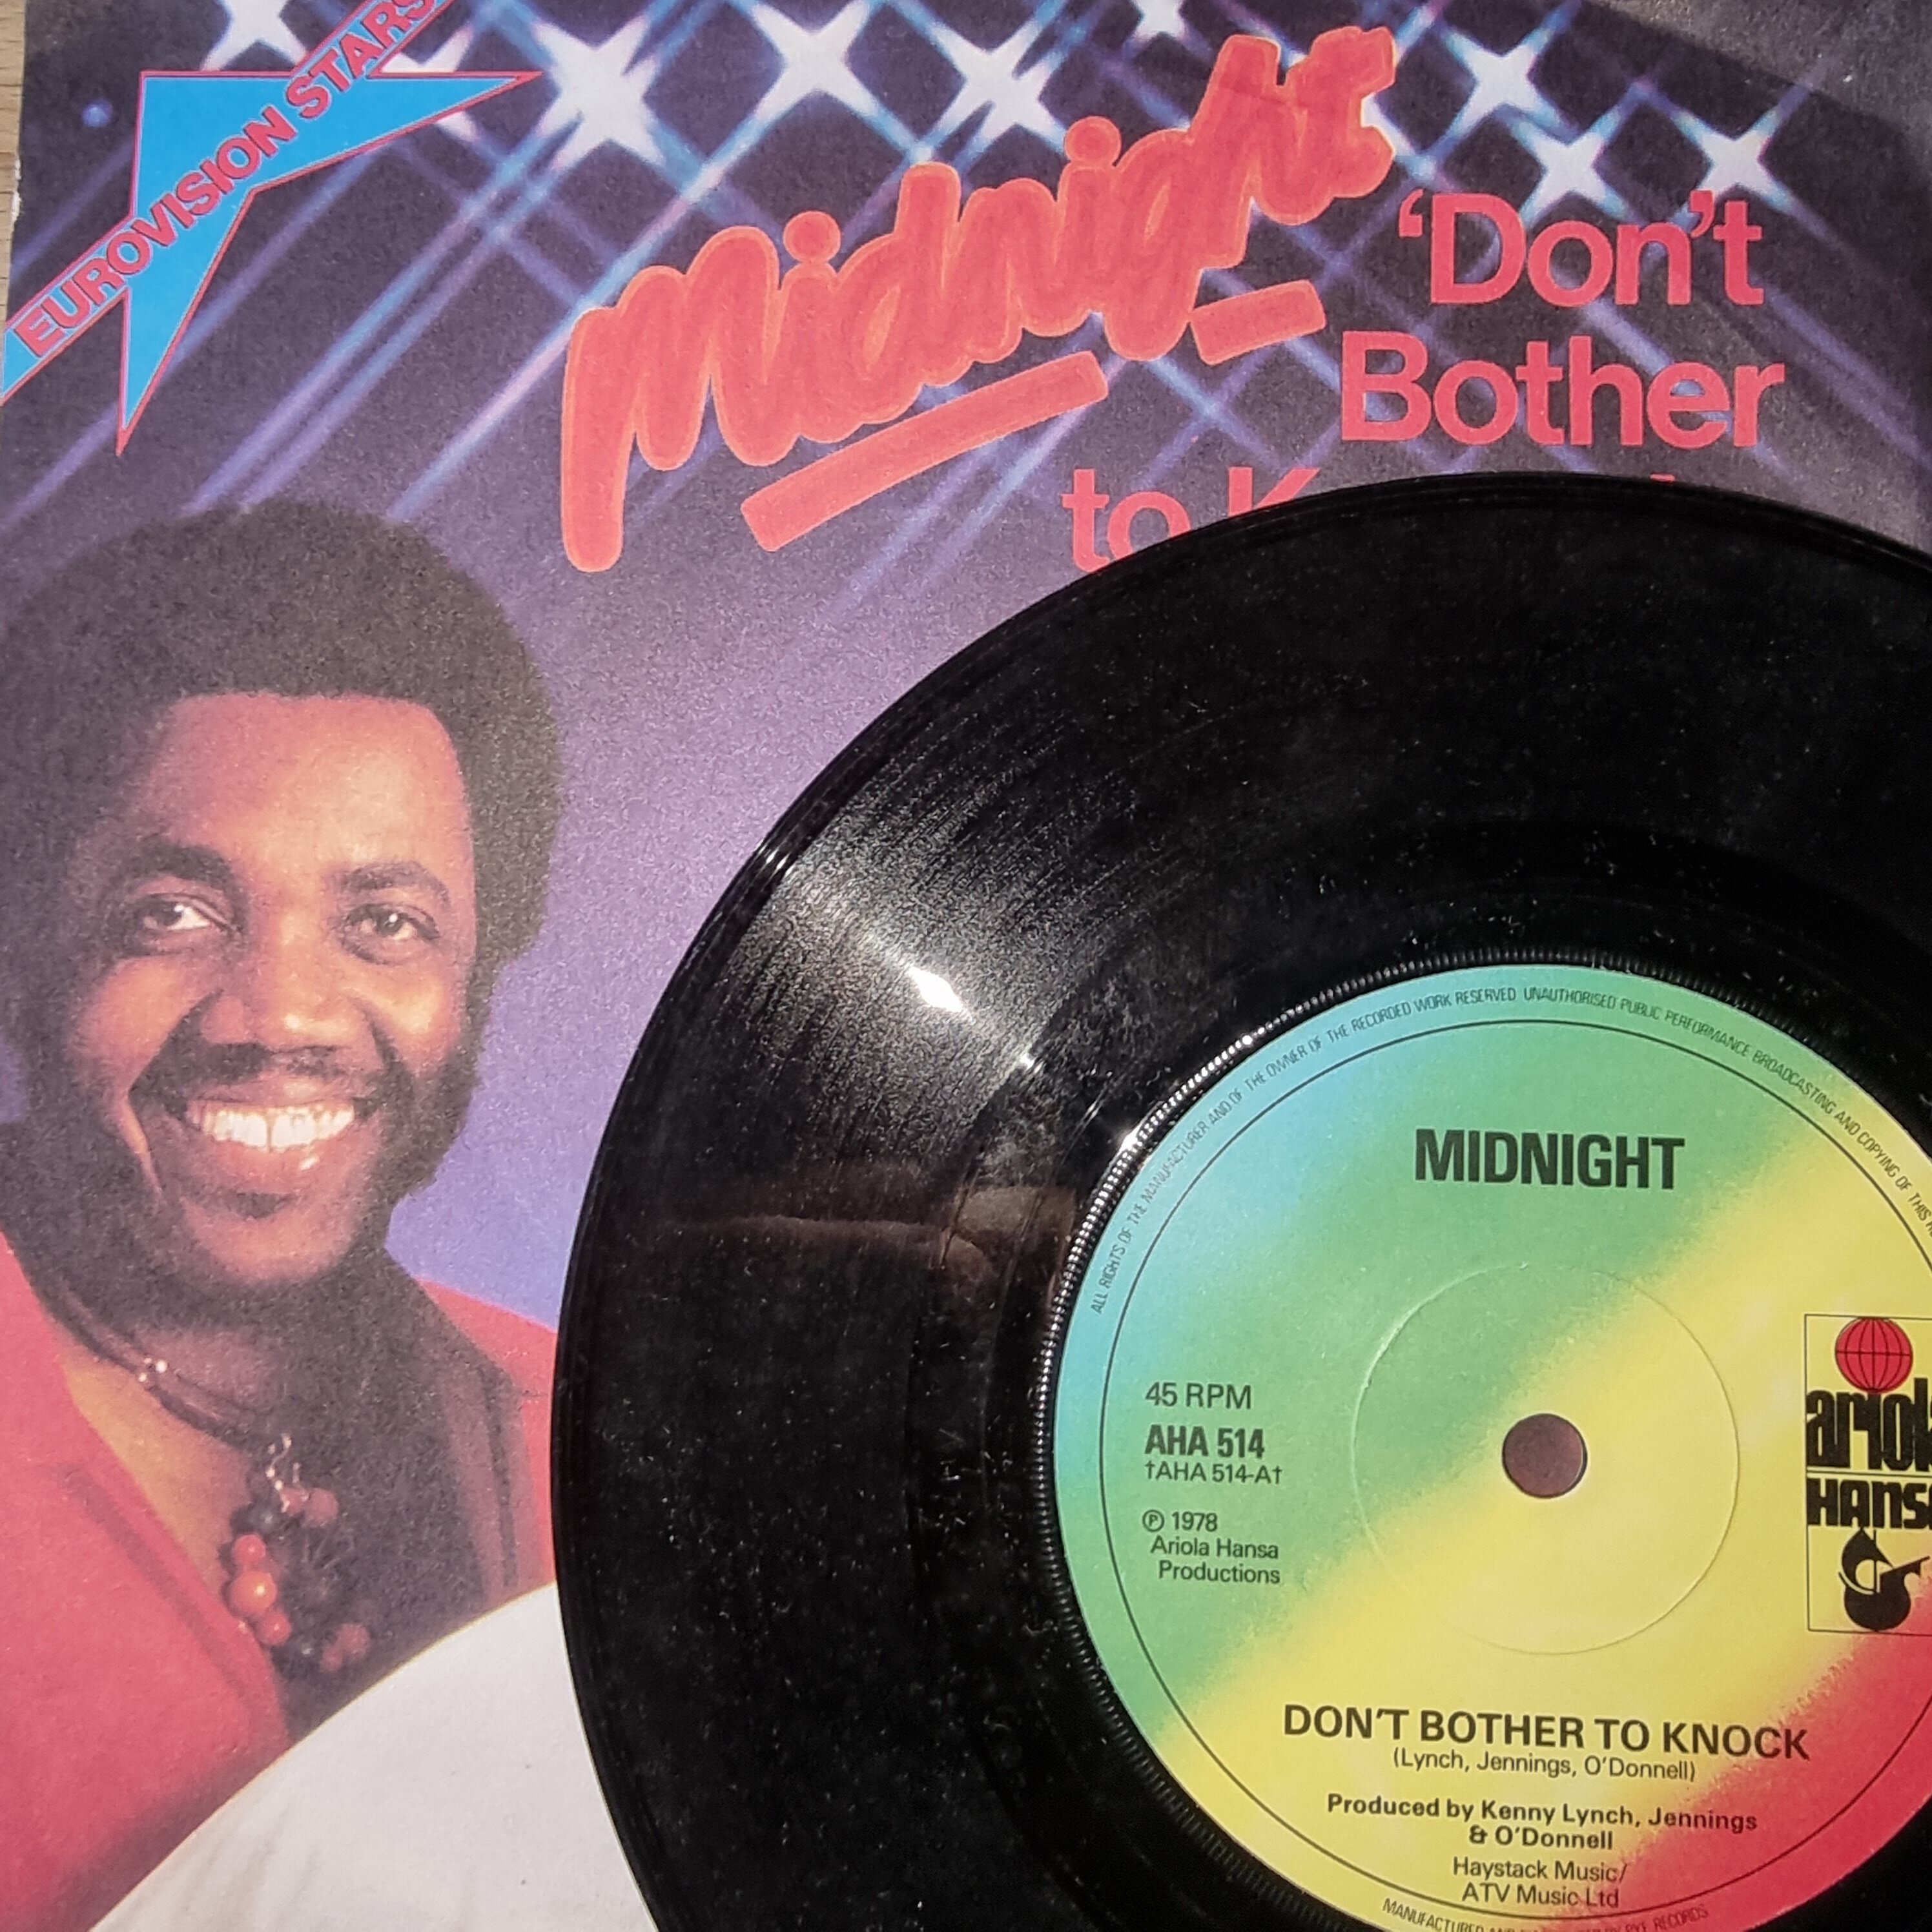 EUROVISION STARS
Midnight
'Don't
Bother
to
ALL RIGHTS OF THE MANUFACTURER AND OF THE OWNER OF THE RECORDED WORK RESERVED UNAUTHORISED PUBLIC PERFORMANCE BROADCASTING AND COPYING OF THIS
MIDNIGHT
45 RPM
AHA 514
†AHA 514-A†
℗ 1978
Ariola Hansa
Productions
DON'T BOTHER TO KNOCK
(Lynch, Jennings, O'Donnell)
Produced by Kenny Lynch, Jennings
& O'Donnell
Haystack Music/
ATV Music Ltd
MANUFACTURED AND BY PYE RECORDS